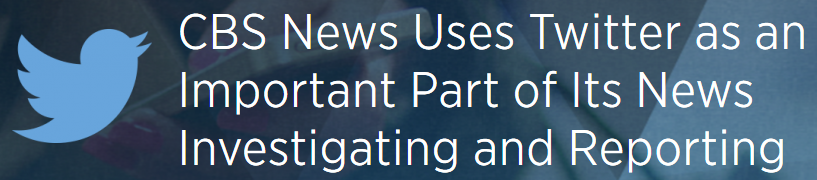 CBS News Uses Twitter as an
Important Part of Its News
Investigating and Reporting